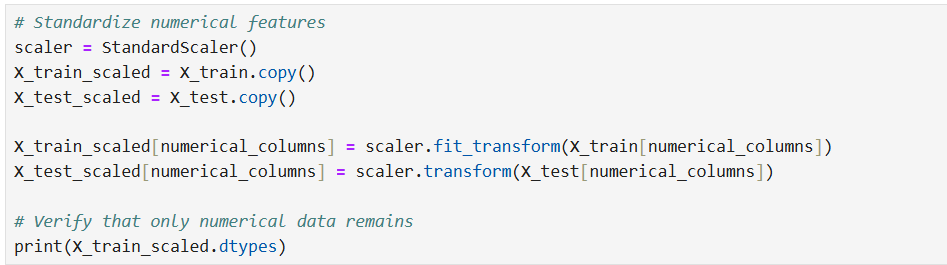 # Standardize numerical features
scaler = StandardScaler()
X_train_scaled = X_train.copy()
X_test_scaled = X_test.copy()
X_train_scaled[numerical_columns] = scaler.fit_transform(X_train[numerical_columns])
X_test_scaled[numerical_columns] = scaler.transform(X_test[numerical_columns])
# Verify that only numerical data remains
print(X_train_scaled.dtypes)